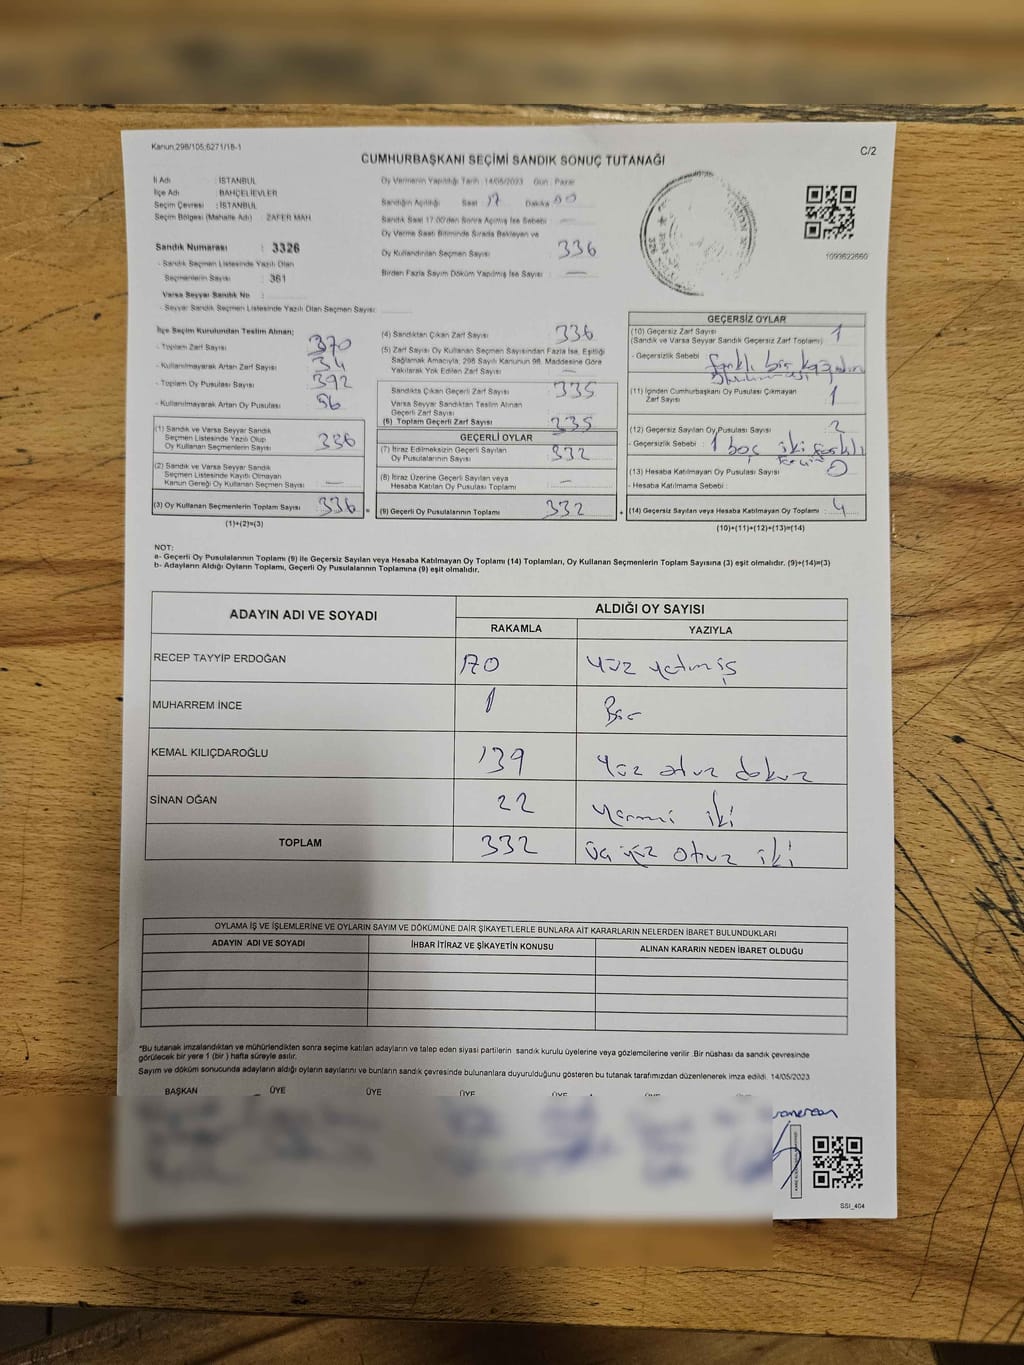 Kanun;298/105;6271/18-1
C/2
CUMHURBAŞKANI SEÇİMİ SANDIK SONUÇ TUTANAĞI
İli Adı : İSTANBUL
İlçe Adı : BAHÇELİEVLER
Seçim Çevresi : İSTANBUL
Seçim Bölgesi (Mahalle Adı) : ZAFER MAH
Sandık Numarası : 3326
- Sandık Seçmen Listesinde Yazılı Olan
Seçmenlerin Sayısı : 361
Varsa Seyyar Sandık No :
- Seyyar Sandık Seçmen Listesinde Yazılı Olan Seçmen Sayısı:
Oy Vermenin Yapıldığı Tarih :14/05/2023 Gün : Pazar
Sandığın Açıldığı Saat 17 Dakika 00
Sandık Saat 17:00'den Sonra Açılmış İse Sebebi
Oy Verme Saati Bitiminde Sırada Bekleyen ve
Oy Kullandırılan Seçmen Sayısı 336
Birden Fazla Sayım Döküm Yapılmış İse Sayısı : —
1093622660
İlçe Seçim Kurulundan Teslim Alınan;
- Toplam Zarf Sayısı 370
- Kullanılmayarak Artan Zarf Sayısı 34
- Toplam Oy Pusulası Sayısı 392
- Kullanılmayarak Artan Oy Pusulası 56
(1) Sandık ve Varsa Seyyar Sandık
Seçmen Listesinde Yazılı Olup
Oy Kullanan Seçmenlerin Sayısı 336
(2) Sandık ve Varsa Seyyar Sandık
Seçmen Listesinde Kayıtlı Olmayan
Kanun Gereği Oy Kullanan Seçmen Sayısı : —
(3) Oy Kullanan Seçmenlerin Toplam Sayısı : 336
(1)+(2)=(3)
(4) Sandıktan Çıkan Zarf Sayısı 336
(5) Zarf Sayısı Oy Kullanan Seçmen Sayısından Fazla İse, Eşitliği
Sağlamak Amacıyla, 298 Sayılı Kanunun 98. Maddesine Göre
Yakılarak Yok Edilen Zarf Sayısı : —
Sandıkta Çıkan Geçerli Zarf Sayısı 335
Varsa Seyyar Sandıktan Teslim Alınan
Geçerli Zarf Sayısı
(6) Toplam Geçerli Zarf Sayısı 335
GEÇERLİ OYLAR
(7) İtiraz Edilmeksizin Geçerli Sayılan
Oy Pusulalarının Sayısı : 332
(8) İtiraz Üzerine Geçerli Sayılan veya
Hesaba Katılan Oy Pusulası Toplamı : —
(9) Geçerli Oy Pusulalarının Toplamı 332
GEÇERSİZ OYLAR
(10) Geçersiz Zarf Sayısı 1
(Sandık ve Varsa Seyyar Sandık Geçersiz Zarf Toplamı)
- Geçersizlik Sebebi : farklı bir
(11) İçinden Cumhurbaşkanı Oy Pusulası Çıkmayan
Zarf Sayısı 1
(12) Geçersiz Sayılan Oy Pusulası Sayısı 2
- Geçersizlik Sebebi : 1 boş iki farklı
(13) Hesaba Katılmayan Oy Pusulası Sayısı 0
- Hesaba Katılmama Sebebi :
(14) Geçersiz Sayılan veya Hesaba Katılmayan Oy Toplamı : 4
(10)+(11)+(12)+(13)=(14)
NOT:
a- Geçerli Oy Pusulalarının Toplamı (9) ile Geçersiz Sayılan veya Hesaba Katılmayan Oy Toplamı (14) Toplamları, Oy Kullanan Seçmenlerin Toplam Sayısına (3) eşit olmalıdır. (9)+(14)=(3)
b- Adayların Aldığı Oyların Toplamı, Geçerli Oy Pusulalarının Toplamına (9) eşit olmalıdır.
ADAYIN ADI VE SOYADI ALDIĞI OY SAYISI
RAKAMLA YAZIYLA
RECEP TAYYİP ERDOĞAN 170 Yüz yetmiş
MUHARREM İNCE 1 Bir
KEMAL KILIÇDAROĞLU 139 Yüz otuz dokuz
SİNAN OĞAN 22 Yirmi iki
TOPLAM 332 üç yüz otuz iki
OYLAMA İŞ VE İŞLEMLERİNE VE OYLARIN SAYIM VE DÖKÜMÜNE DAİR ŞİKAYETLERLE BUNLARA AİT KARARLARIN NELERDEN İBARET BULUNDUKLARI
ADAYIN ADI VE SOYADI İHBAR İTİRAZ VE ŞİKAYETİN KONUSU ALINAN KARARIN NEDEN İBARET OLDUĞU
*Bu tutanak imzalandıktan ve mühürlendikten sonra seçime katılan adayların ve talep eden siyasi partilerin sandık kurulu üyelerine veya gözlemcilerine verilir .Bir nüshası da sandık çevresinde
görülecek bir yere 1 (bir ) hafta süreyle asılır.
Sayım ve döküm sonucunda adayların aldığı oyların sayılarını ve bunların sandık çevresinde bulunanlara duyurulduğunu gösteren bu tutanak tarafımızdan düzenlenerek imza edildi. 14/05/2023
BAŞKAN ÜYE ÜYE ÜYE ÜYE ÜYE ÜYE
SSI_404